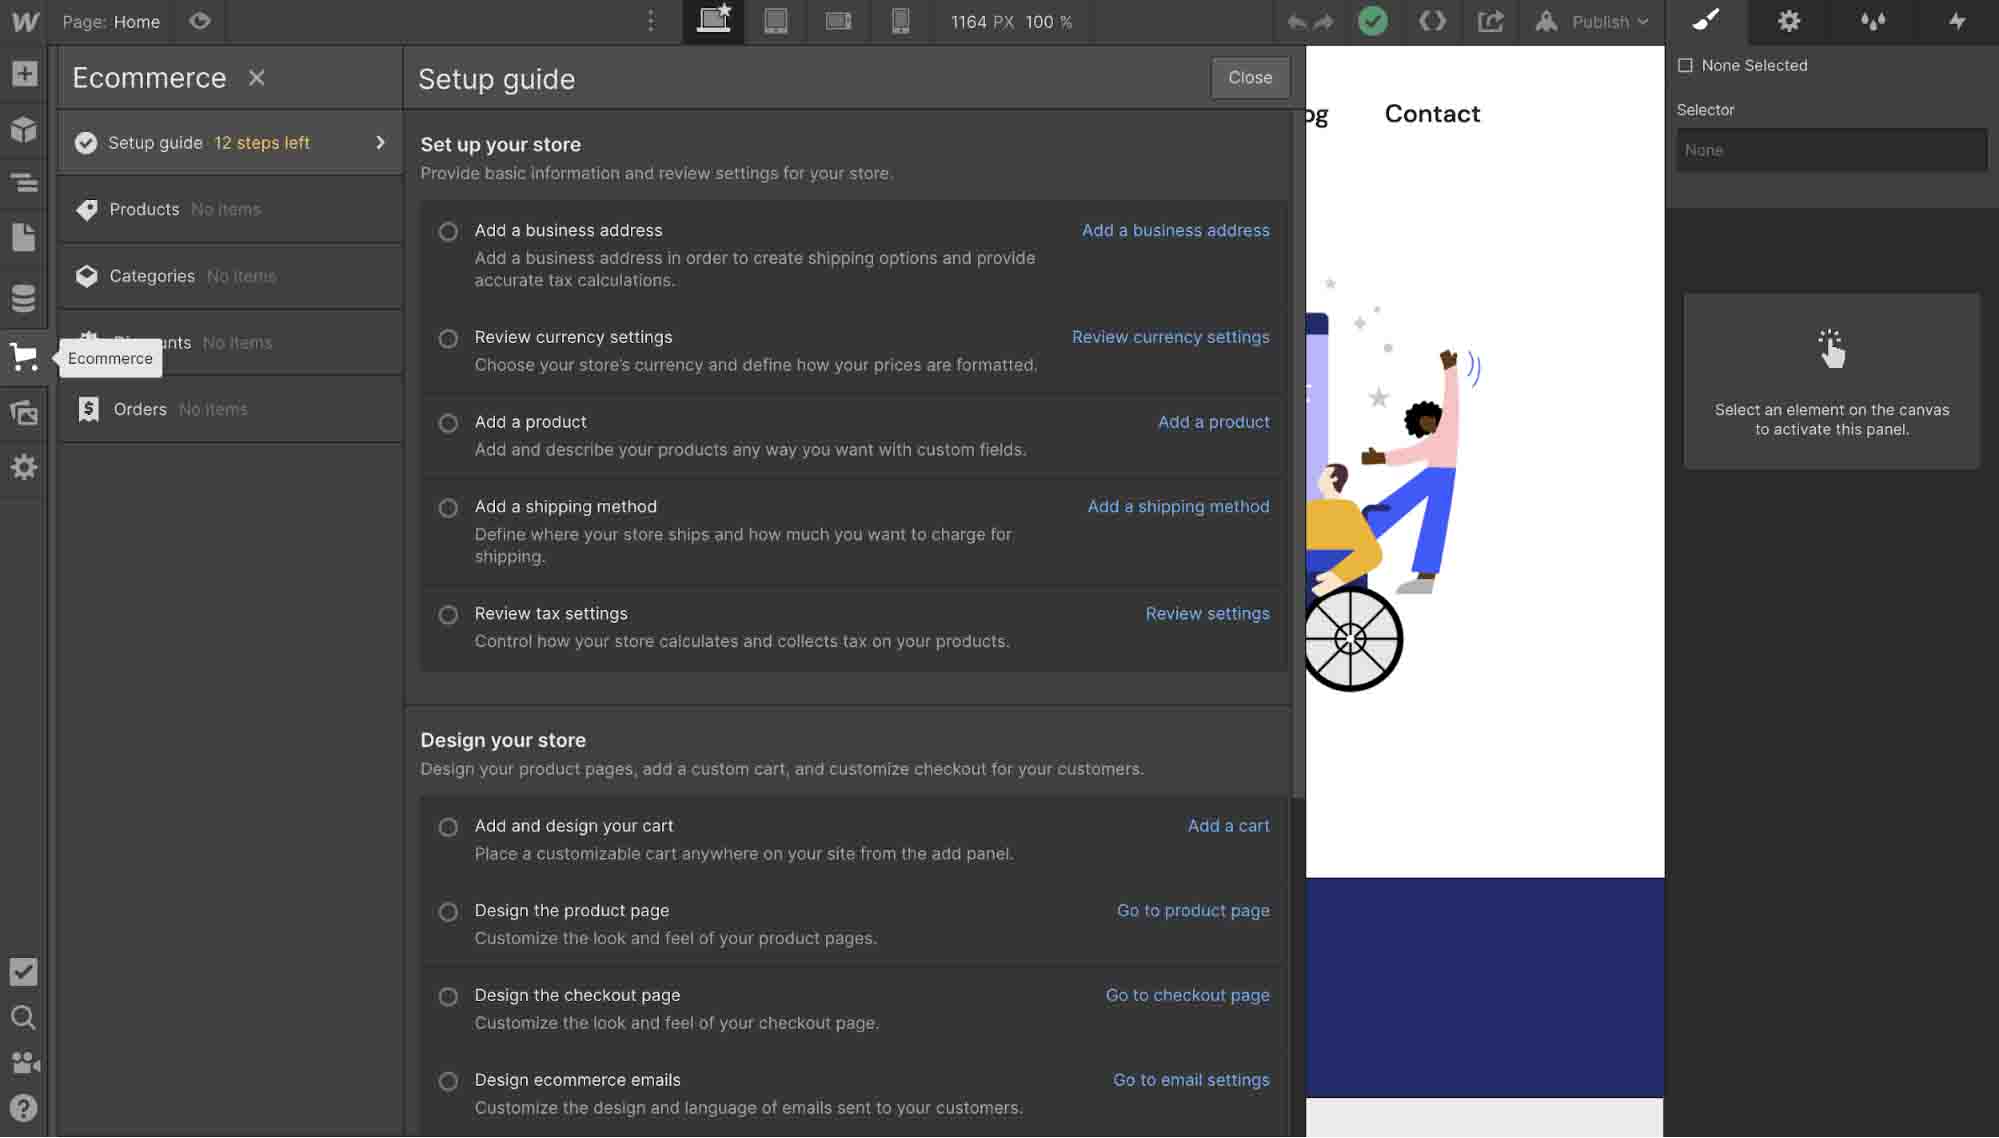 Page: Home
1164 PX 100 %
Publish
Ecommerce
Setup guide 12 steps left
Products No items
Categories No items
No items
Ecommerce
Orders No items
Setup guide
Close
Set up your store
Provide basic information and review settings for your store.
Add a business address
Add a business address
Add a business address in order to create shipping options and provide
accurate tax calculations.
Review currency settings
Review currency settings
Choose your store's currency and define how your prices are formatted.
Add a product
Add a product
Add and describe your products any way you want with custom fields.
Add a shipping method
Add a shipping method
Define where your store ships and how much you want to charge for
shipping.
Review tax settings
Review settings
Control how your store calculates and collects tax on your products.
Design your store
Design your product pages, add a custom cart, and customize checkout for your customers.
Add and design your cart
Add a cart
Place a customizable cart anywhere on your site from the add panel.
Design the product page
Go to product page
Customize the look and feel of your product pages.
Design the checkout page
Go to checkout page
Customize the look and feel of your checkout page.
Design ecommerce emails
Go to email settings
Customize the design and language of emails sent to your customers.
Contact
None Selected
Selector
None
Select an element on the canvas
to activate this panel.